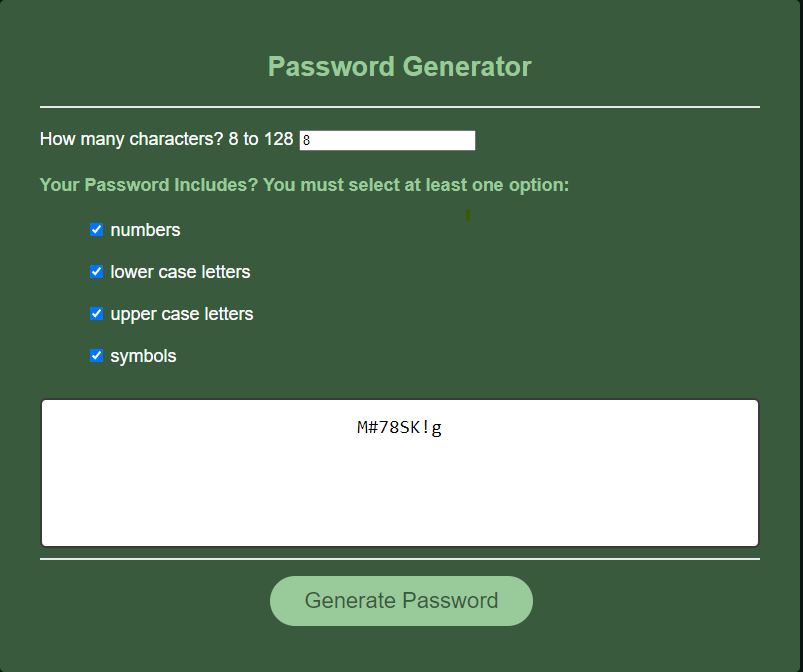 Password Generator
How many characters? 8 to 128 8
Your Password Includes? You must select at least one option:
numbers
lower case letters
upper case letters
symbols
M#78SK!g
Generate Password